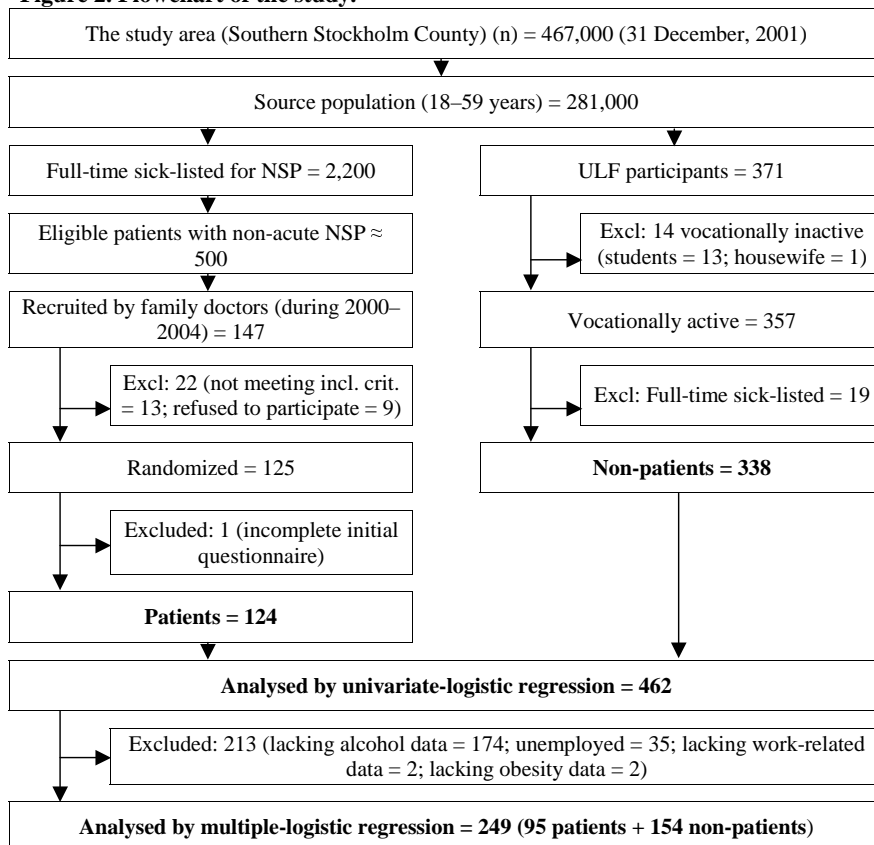 Figure 2. Flowchart of the study.
The study area (Southern Stockholm County) (n) = 467,000 (31 December, 2001)
Source population (18–59 years) = 281,000
Full-time sick-listed for NSP = 2,200
ULF participants = 371
Eligible patients with non-acute NSP ≈
500
Excl: 14 vocationally inactive
(students = 13; housewife = 1)
Recruited by family doctors (during 2000–
2004) = 147
Vocationally active = 357
Excl: 22 (not meeting incl. crit.
= 13; refused to participate = 9)
Excl: Full-time sick-listed = 19
Randomized = 125
Non-patients = 338
Excluded: 1 (incomplete initial
questionnaire)
Patients = 124
Analysed by univariate-logistic regression = 462
Excluded: 213 (lacking alcohol data = 174; unemployed = 35; lacking work-related
data = 2; lacking obesity data = 2)
Analysed by multiple-logistic regression = 249 (95 patients + 154 non-patients)